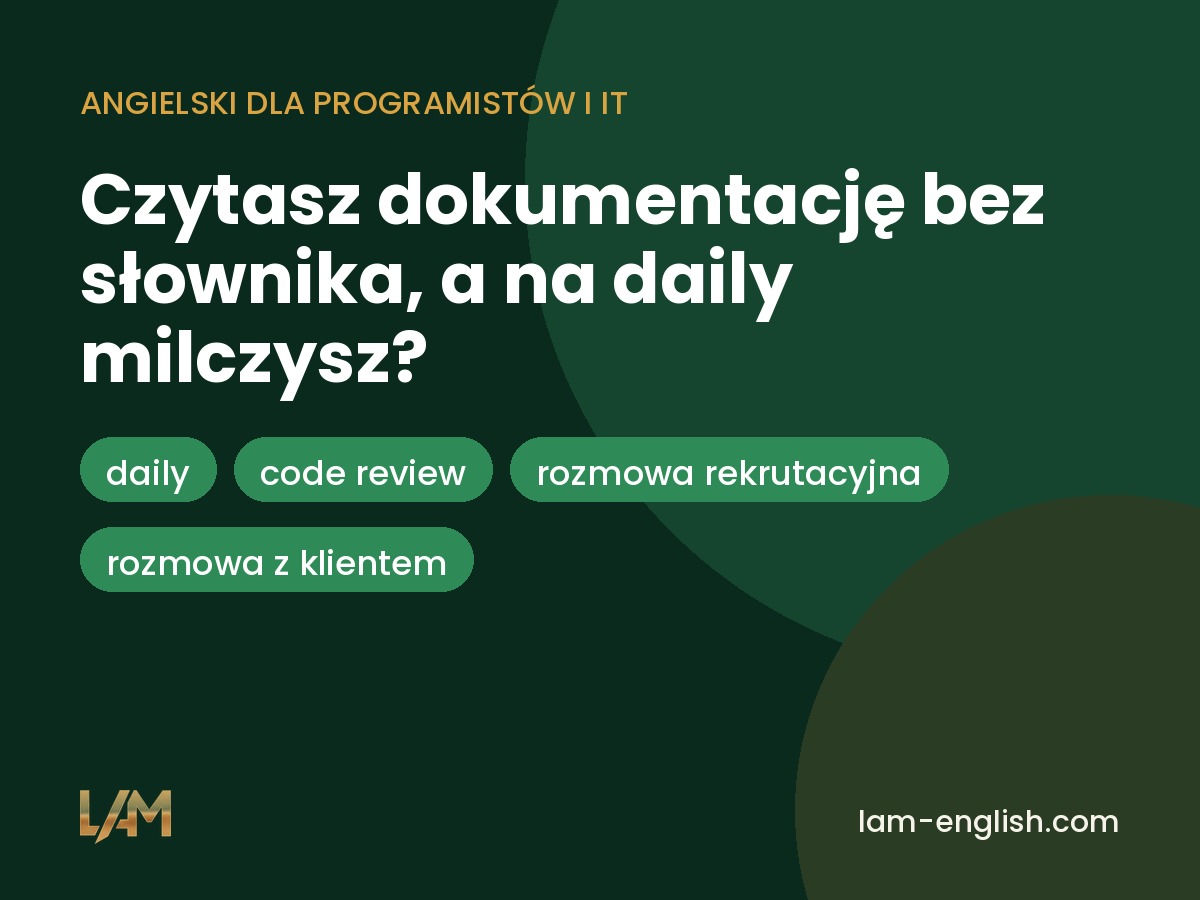 ANGIELSKI DLA PROGRAMISTÓW I IT
Czytasz dokumentację bez
słownika, a na daily
milczysz?
daily code review rozmowa rekrutacyjna
rozmowa z klientem
LAM lam-english.com